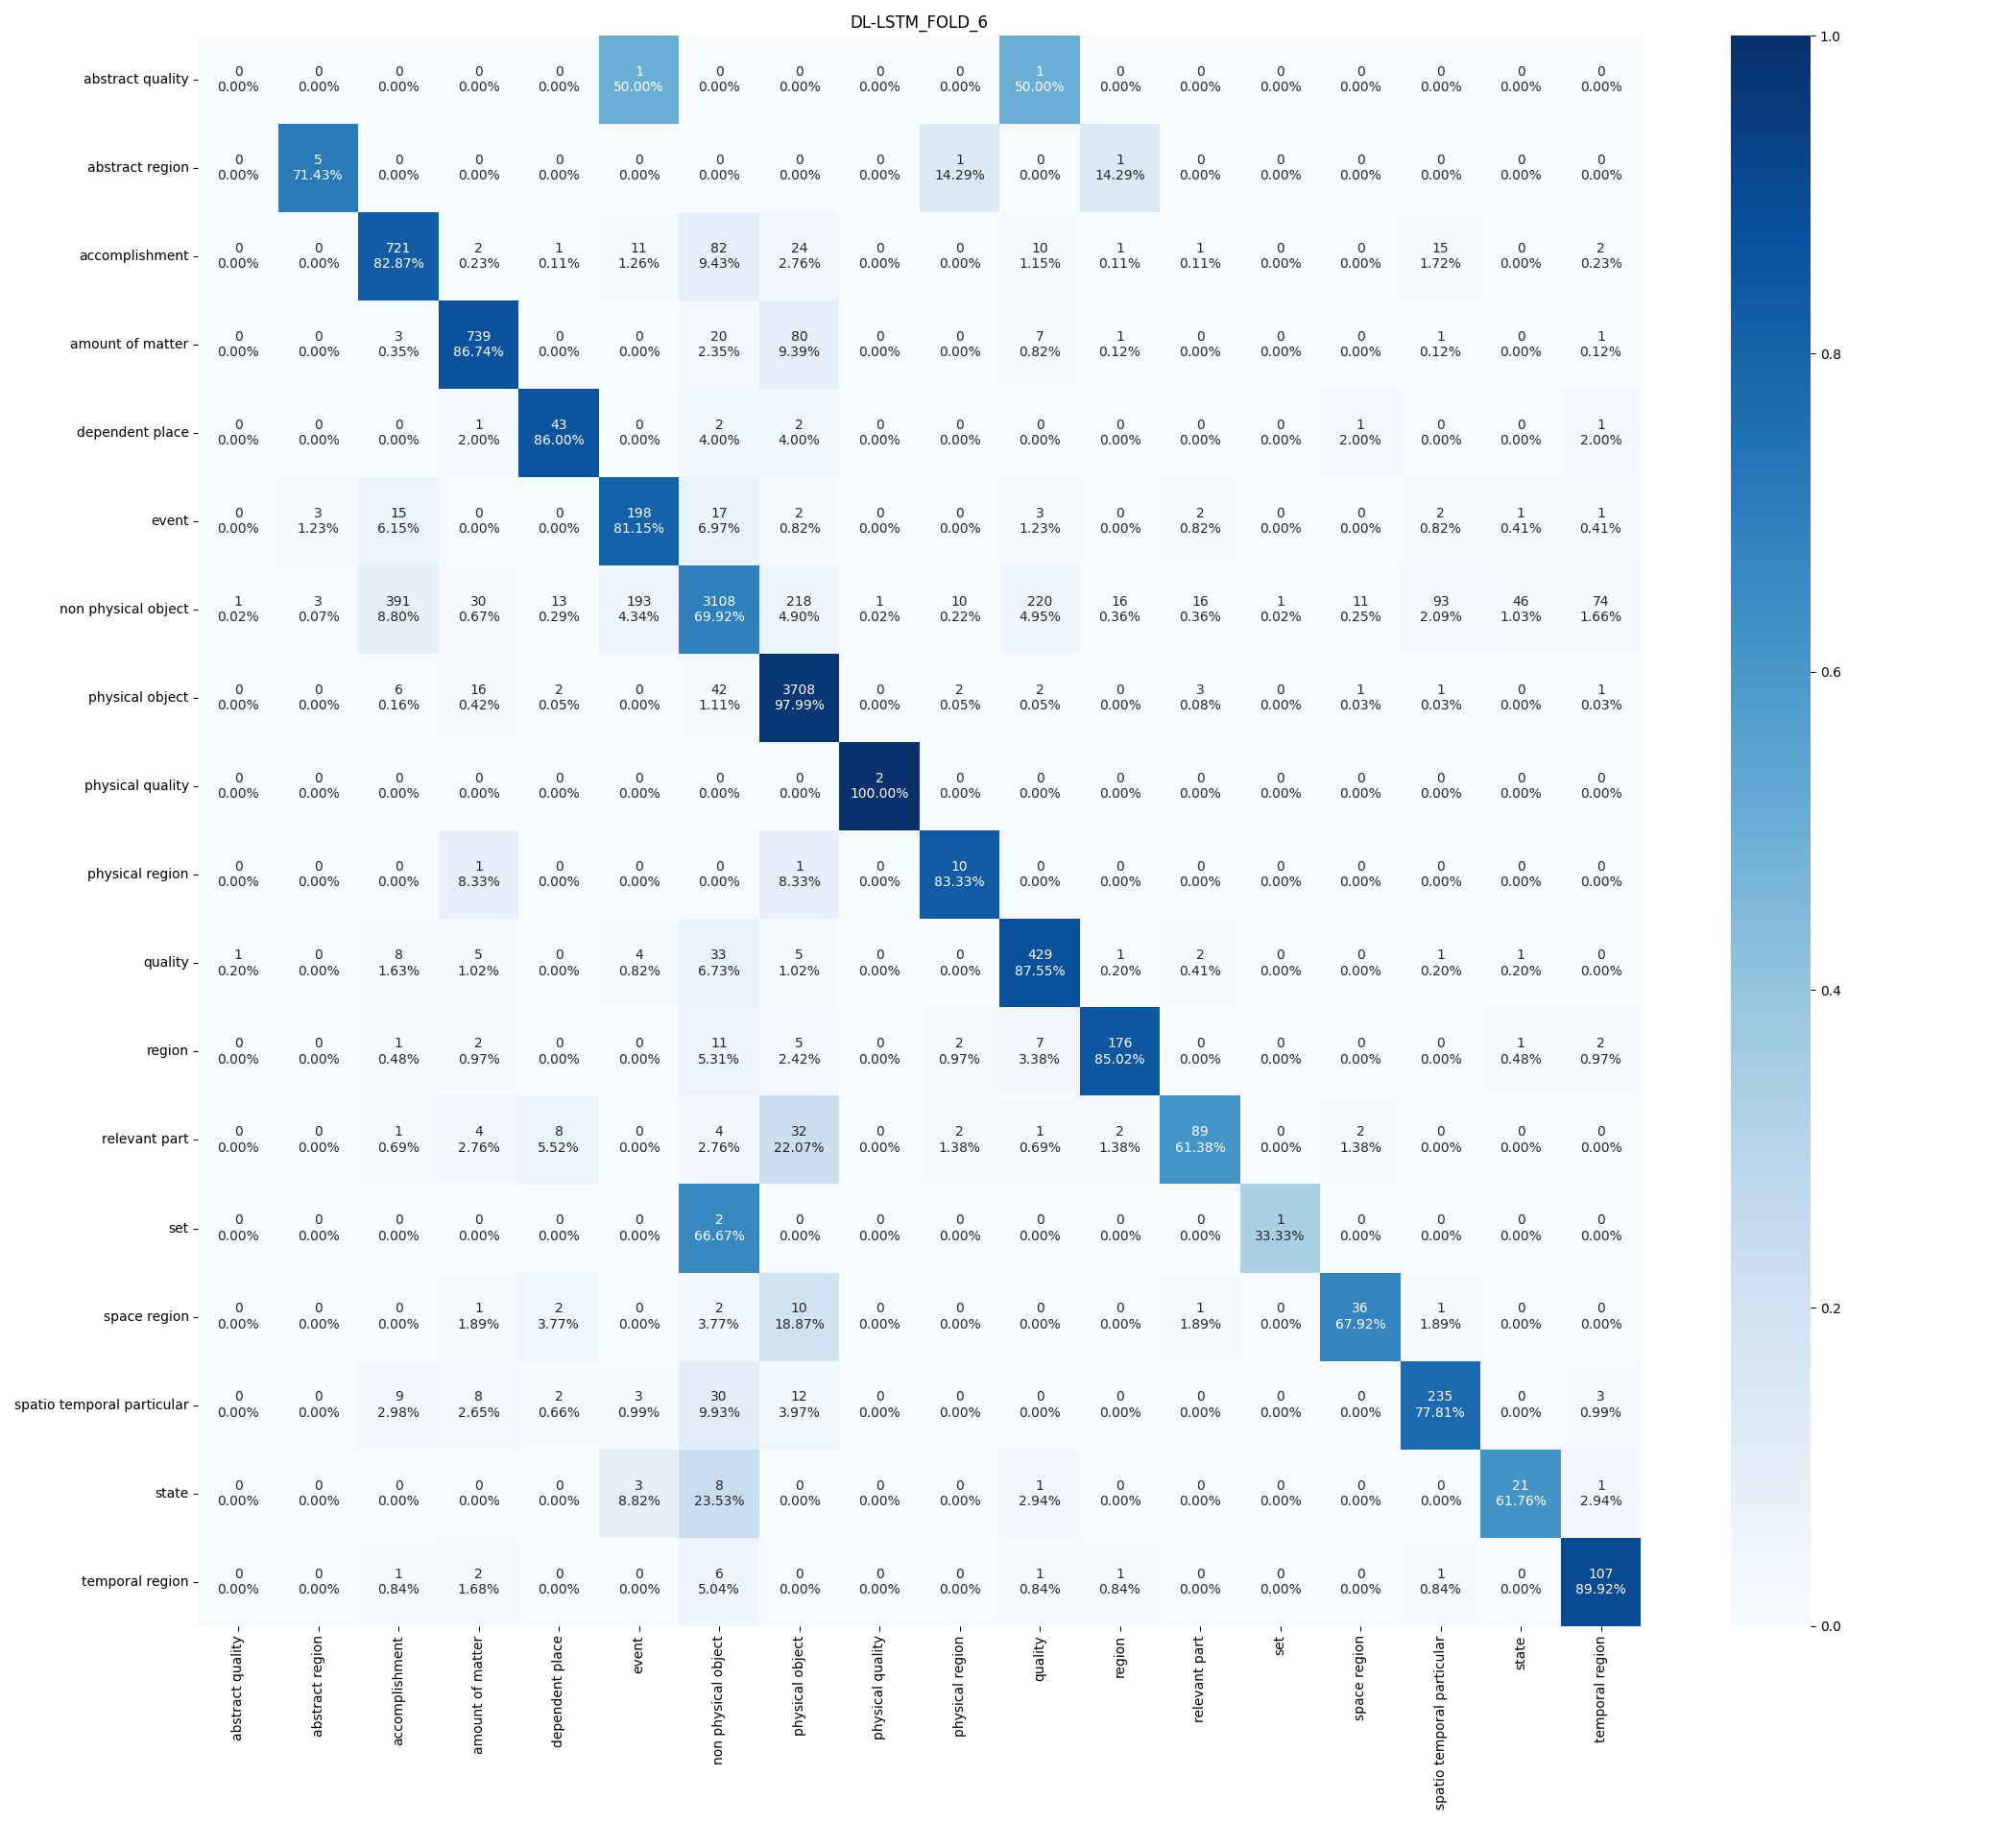 DL-LSTM_FOLD_6
abstract quality 0 0 0 0 0 1 0 0 0 0 1 0 0 0 0 0 0 0
0.00% 0.00% 0.00% 0.00% 0.00% 50.00% 0.00% 0.00% 0.00% 0.00% 50.00% 0.00% 0.00% 0.00% 0.00% 0.00% 0.00% 0.00%
abstract region 0 5 0 0 0 0 0 0 0 1 0 1 0 0 0 0 0 0
0.00% 71.43% 0.00% 0.00% 0.00% 0.00% 0.00% 0.00% 0.00% 14.29% 0.00% 14.29% 0.00% 0.00% 0.00% 0.00% 0.00% 0.00%
accomplishment 0 0 721 2 1 11 82 24 0 0 10 1 1 0 0 15 0 2
0.00% 0.00% 82.87% 0.23% 0.11% 1.26% 9.43% 2.76% 0.00% 0.00% 1.15% 0.11% 0.11% 0.00% 0.00% 1.72% 0.00% 0.23%
amount of matter 0 0 3 739 0 0 20 80 0 0 7 1 0 0 0 1 0 1
0.00% 0.00% 0.35% 86.74% 0.00% 0.00% 2.35% 9.39% 0.00% 0.00% 0.82% 0.12% 0.00% 0.00% 0.00% 0.12% 0.00% 0.12%
dependent place 0 0 0 1 43 0 2 2 0 0 0 0 0 0 1 0 0 1
0.00% 0.00% 0.00% 2.00% 86.00% 0.00% 4.00% 4.00% 0.00% 0.00% 0.00% 0.00% 0.00% 0.00% 2.00% 0.00% 0.00% 2.00%
event 0 3 15 0 0 198 17 2 0 0 3 0 2 0 0 2 1 1
0.00% 1.23% 6.15% 0.00% 0.00% 81.15% 6.97% 0.82% 0.00% 0.00% 1.23% 0.00% 0.82% 0.00% 0.00% 0.82% 0.41% 0.41%
non physical object 1 3 391 30 13 193 3108 218 1 10 220 16 16 1 11 93 46 74
0.02% 0.07% 8.80% 0.67% 0.29% 4.34% 69.92% 4.90% 0.02% 0.22% 4.95% 0.36% 0.36% 0.02% 0.25% 2.09% 1.03% 1.66%
physical object 0 0 6 16 2 0 42 3708 0 2 2 0 3 0 1 1 0 1
0.00% 0.00% 0.16% 0.42% 0.05% 0.00% 1.11% 97.99% 0.00% 0.05% 0.05% 0.00% 0.08% 0.00% 0.03% 0.03% 0.00% 0.03%
physical quality 0 0 0 0 0 0 0 0 2 0 0 0 0 0 0 0 0 0
0.00% 0.00% 0.00% 0.00% 0.00% 0.00% 0.00% 0.00% 100.00% 0.00% 0.00% 0.00% 0.00% 0.00% 0.00% 0.00% 0.00% 0.00%
physical region 0 0 0 1 0 0 0 1 0 10 0 0 0 0 0 0 0 0
0.00% 0.00% 0.00% 8.33% 0.00% 0.00% 0.00% 8.33% 0.00% 83.33% 0.00% 0.00% 0.00% 0.00% 0.00% 0.00% 0.00% 0.00%
quality 1 0 8 5 0 4 33 5 0 0 429 1 2 0 0 1 1 0
0.20% 0.00% 1.63% 1.02% 0.00% 0.82% 6.73% 1.02% 0.00% 0.00% 87.55% 0.20% 0.41% 0.00% 0.00% 0.20% 0.20% 0.00%
region 0 0 1 2 0 0 11 5 0 2 7 176 0 0 0 0 1 2
0.00% 0.00% 0.48% 0.97% 0.00% 0.00% 5.31% 2.42% 0.00% 0.97% 3.38% 85.02% 0.00% 0.00% 0.00% 0.00% 0.48% 0.97%
relevant part 0 0 1 4 8 0 4 32 0 2 1 2 89 0 2 0 0 0
0.00% 0.00% 0.69% 2.76% 5.52% 0.00% 2.76% 22.07% 0.00% 1.38% 0.69% 1.38% 61.38% 0.00% 1.38% 0.00% 0.00% 0.00%
set 0 0 0 0 0 0 2 0 0 0 0 0 0 1 0 0 0 0
0.00% 0.00% 0.00% 0.00% 0.00% 0.00% 66.67% 0.00% 0.00% 0.00% 0.00% 0.00% 0.00% 33.33% 0.00% 0.00% 0.00% 0.00%
space region 0 0 0 1 2 0 2 10 0 0 0 0 1 0 36 1 0 0
0.00% 0.00% 0.00% 1.89% 3.77% 0.00% 3.77% 18.87% 0.00% 0.00% 0.00% 0.00% 1.89% 0.00% 67.92% 1.89% 0.00% 0.00%
spatio temporal particular 0 0 9 8 2 3 30 12 0 0 0 0 0 0 0 235 0 3
0.00% 0.00% 2.98% 2.65% 0.66% 0.99% 9.93% 3.97% 0.00% 0.00% 0.00% 0.00% 0.00% 0.00% 0.00% 77.81% 0.00% 0.99%
state 0 0 0 0 0 3 8 0 0 0 1 0 0 0 0 0 21 1
0.00% 0.00% 0.00% 0.00% 0.00% 8.82% 23.53% 0.00% 0.00% 0.00% 2.94% 0.00% 0.00% 0.00% 0.00% 0.00% 61.76% 2.94%
temporal region 0 0 1 2 0 0 6 0 0 0 1 1 0 0 0 1 0 107
0.00% 0.00% 0.84% 1.68% 0.00% 0.00% 5.04% 0.00% 0.00% 0.00% 0.84% 0.84% 0.00% 0.00% 0.00% 0.84% 0.00% 89.92%
abstract quality
abstract region
accomplishment
amount of matter
dependent place
event
non physical object
physical object
physical quality
physical region
quality
region
relevant part
set
space region
spatio temporal particular
state
temporal region
1.0
0.8
0.6
0.4
0.2
0.0